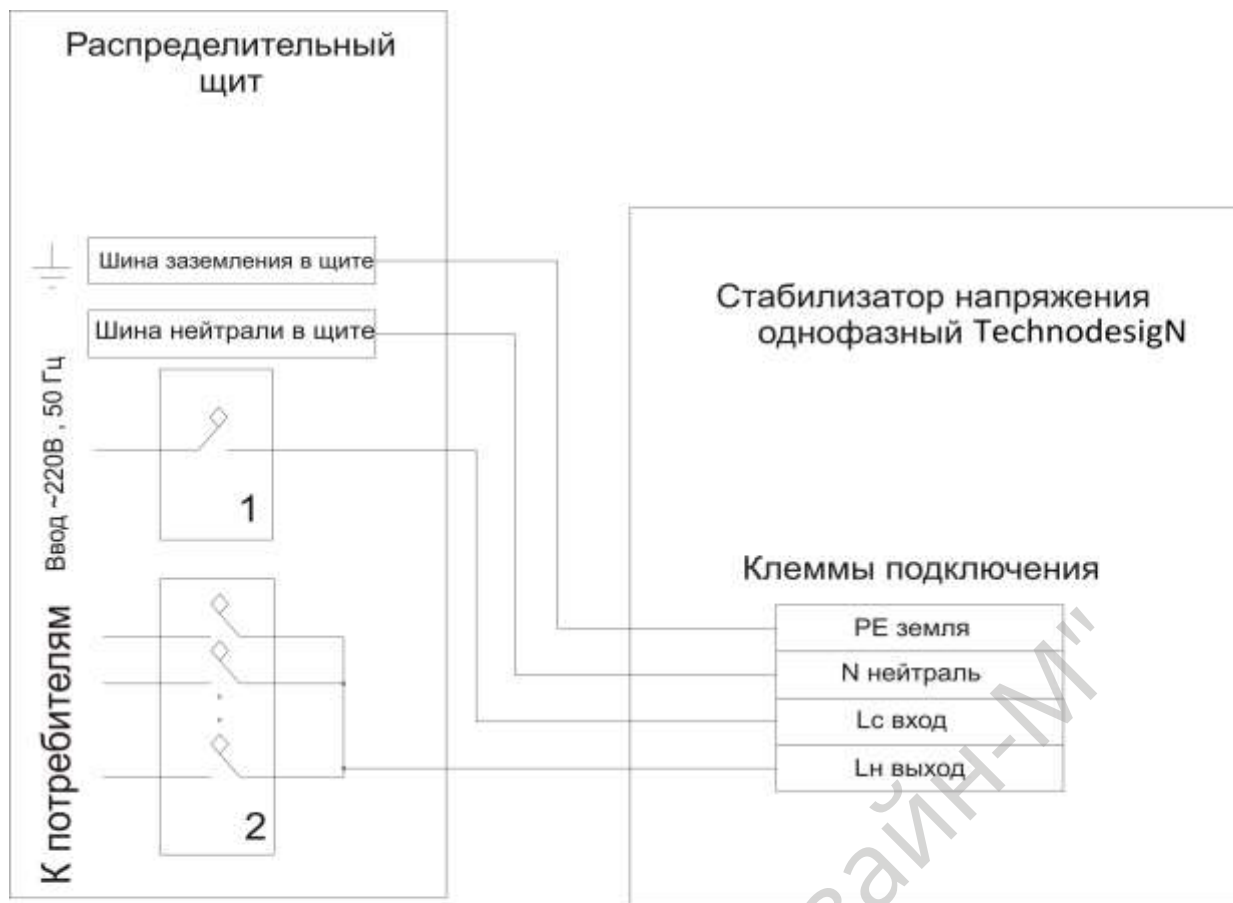 Распределительный
щит
Шина заземления в щите
Шина нейтрали в щите
Ввод ~220В , 50 Гц
1
К потребителям
2
Стабилизатор напряжения
однофазный TechnodesigN
Клеммы подключения
PE земля
N нейтраль
Lc вход
Lн выход